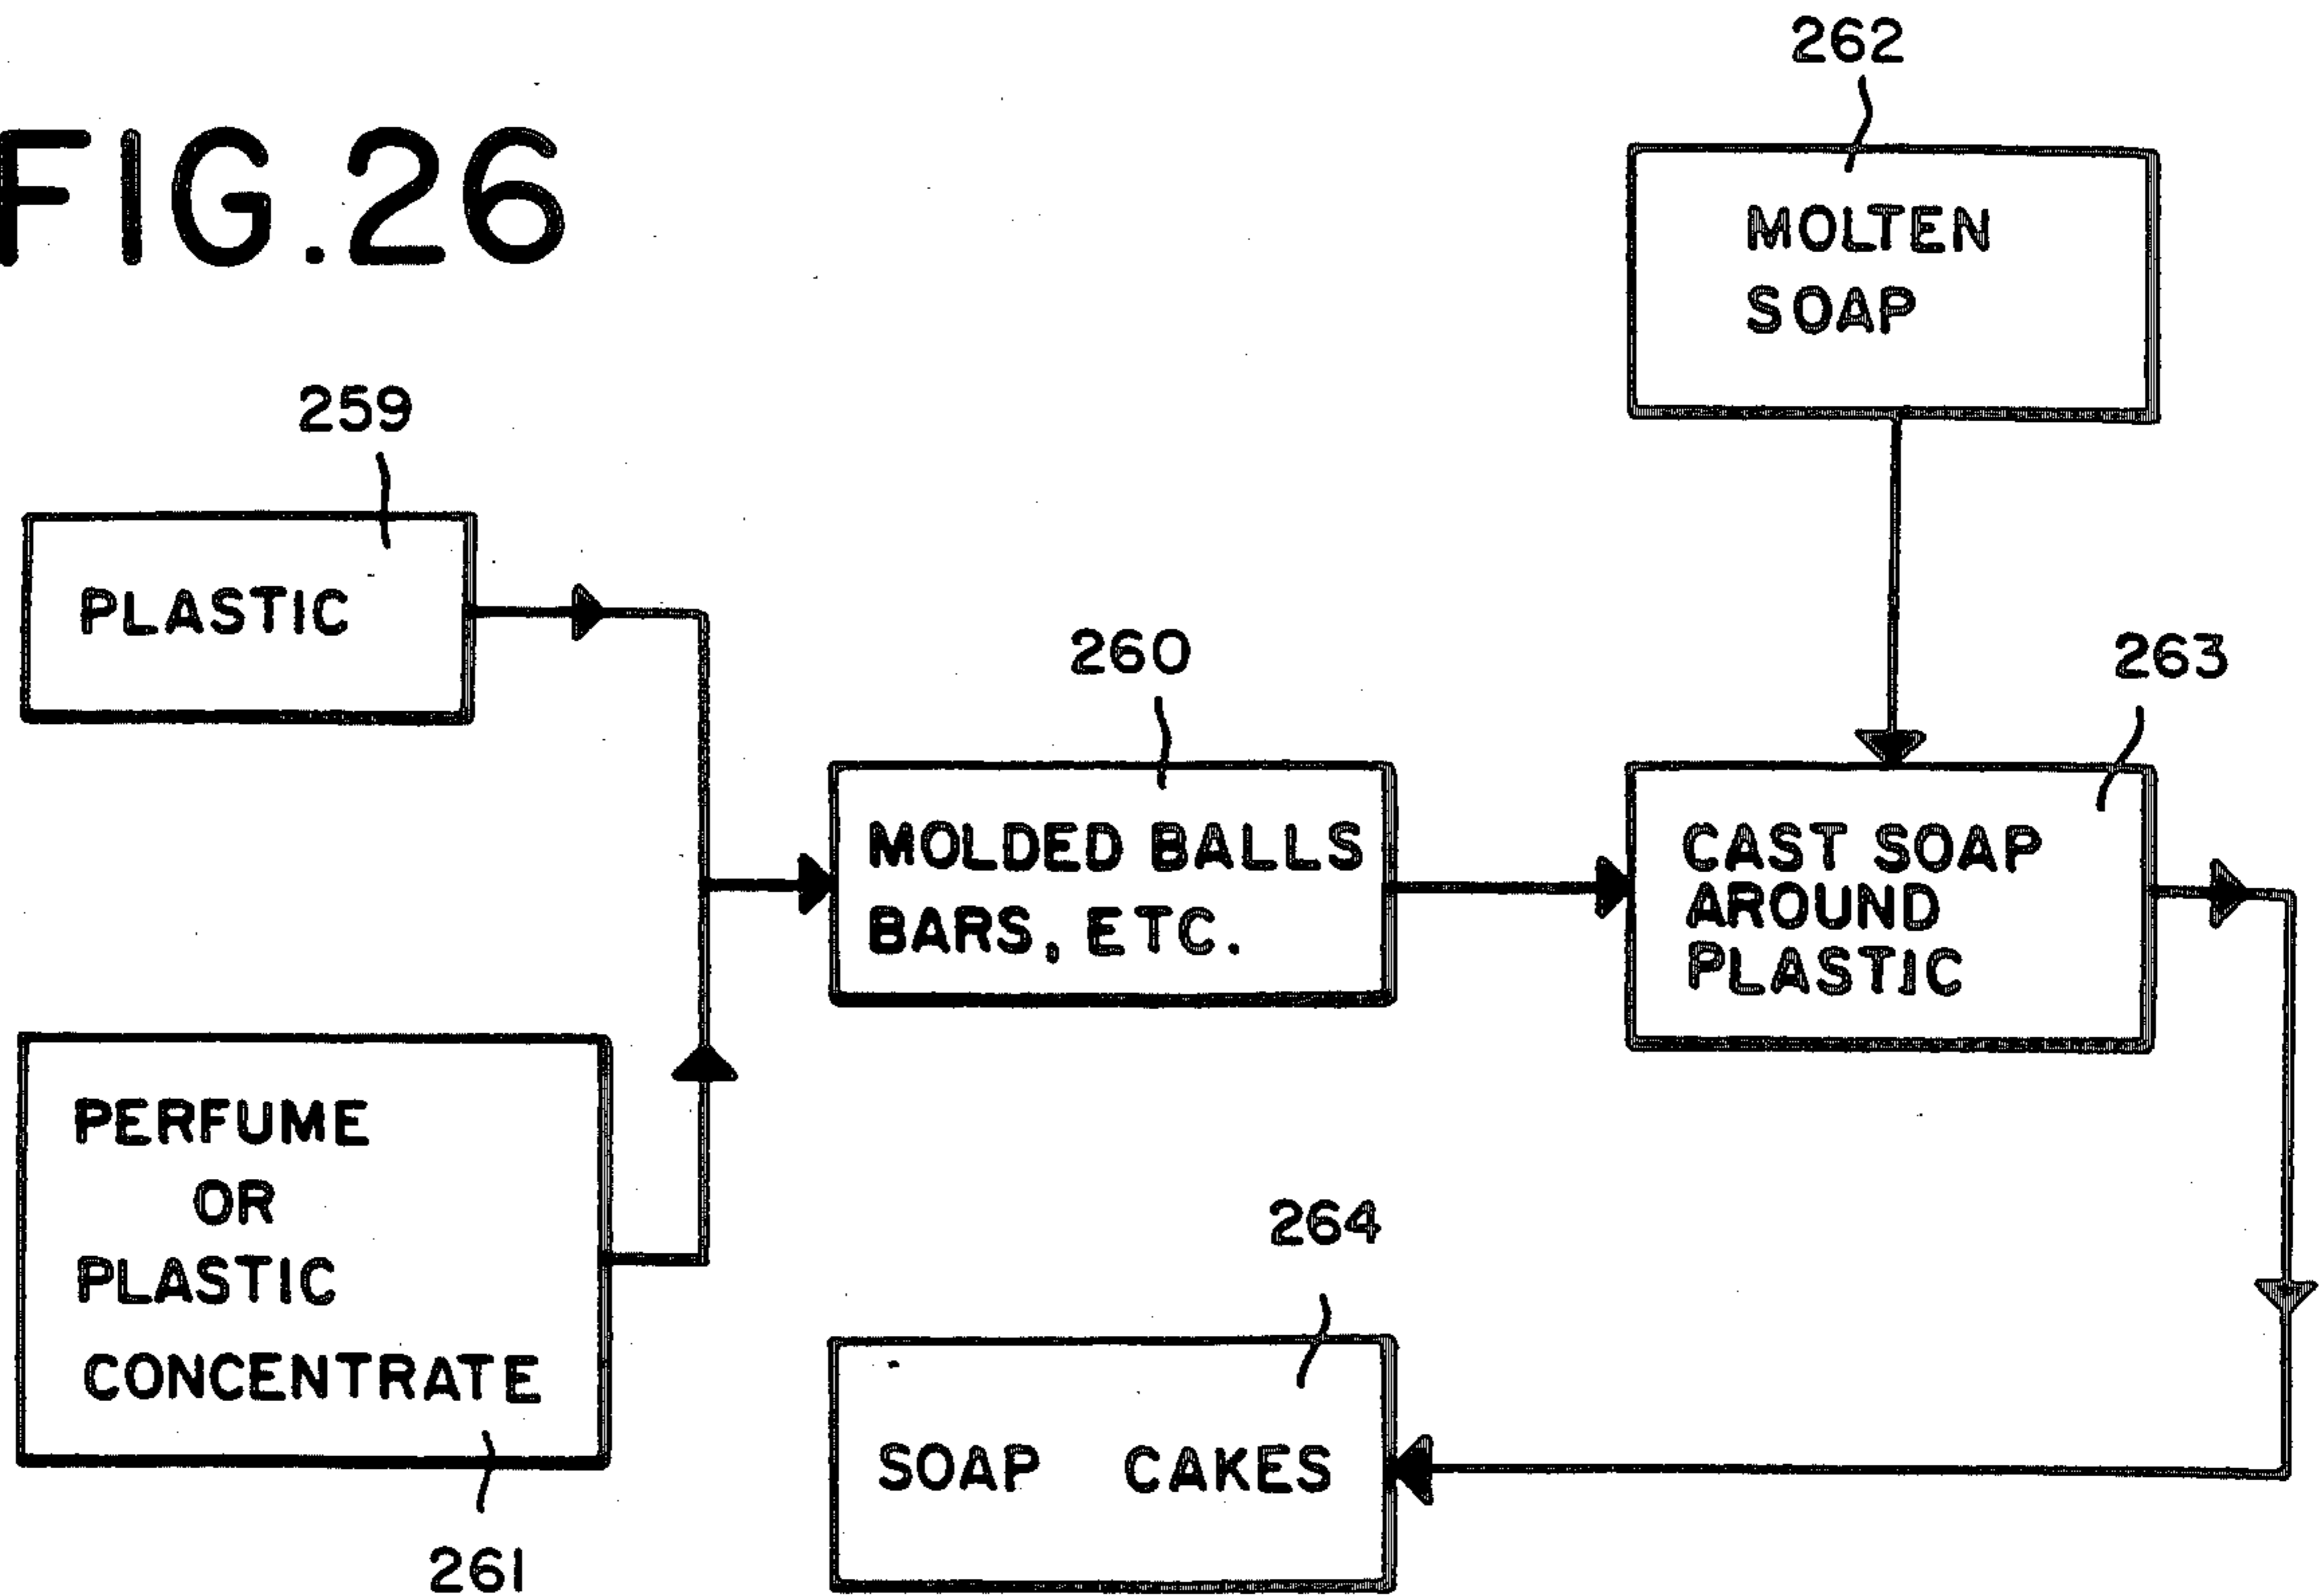 FIG.26
262
MOLTEN
SOAP
259
PLASTIC
260
MOLDED BALLS
BARS, ETC.
263
CAST SOAP
AROUND
PLASTIC
PERFUME
OR
PLASTIC
CONCENTRATE
261
264
SOAP CAKES